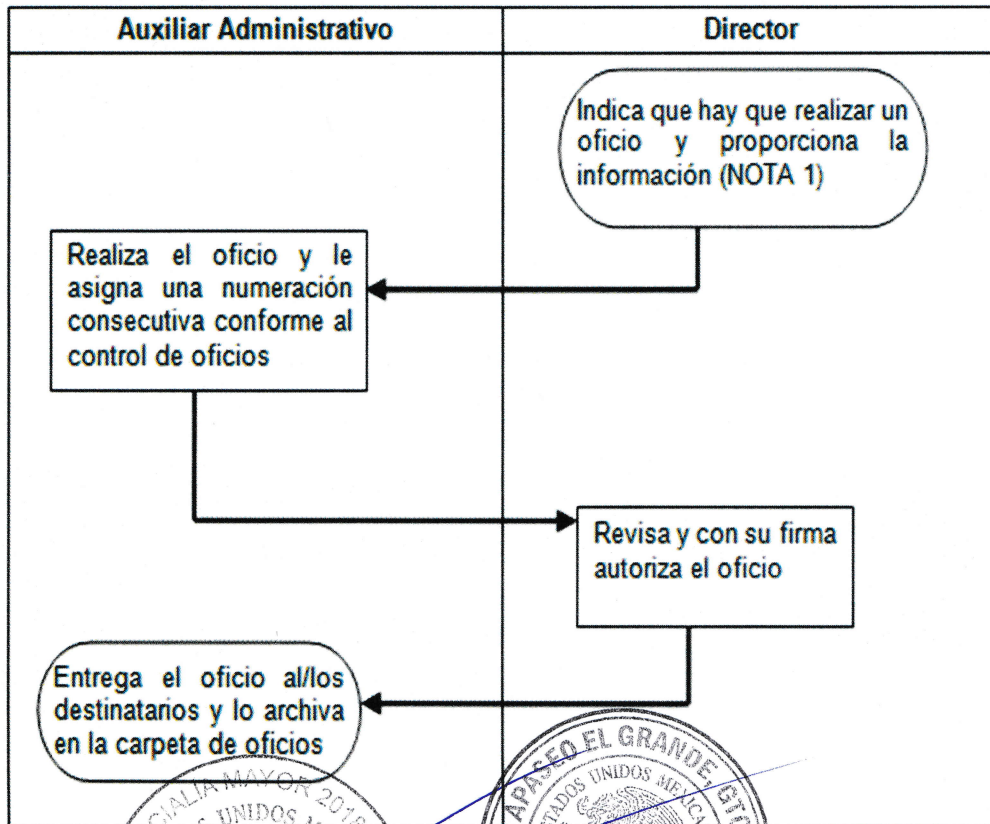 Auxiliar Administrativo
Director
Indica que hay que realizar un
oficio y proporciona la
información (NOTA 1)
Realiza el oficio y le
asigna una numeración
consecutiva conforme al
control de oficios
Revisa y con su firma
autoriza el oficio
Entrega el oficio al/los
destinatarios y lo archiva
en la carpeta de oficios
MAYOR
UNIDOS
APASEO EL GRANDE, GTO
UNIDOS